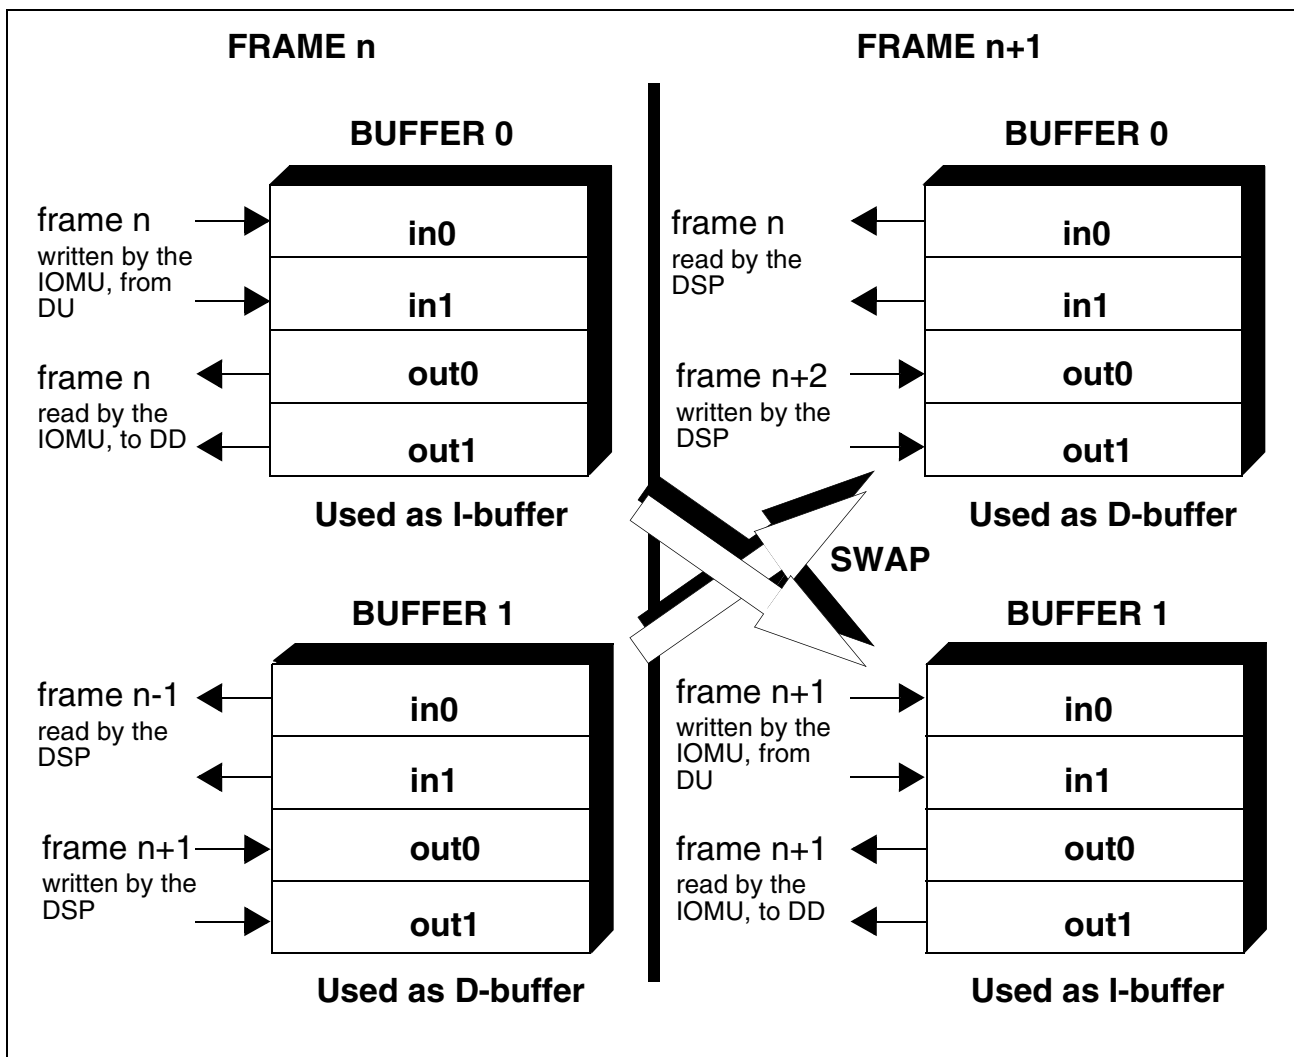 FRAME n
BUFFER 0
frame n
written by the
IOMU, from
DU
frame n
read by the
IOMU, to DD
in0
in1
out0
out1
Used as I-buffer
BUFFER 1
frame n-1
read by the
DSP
frame n+1
written by the
DSP
in0
in1
out0
out1
Used as D-buffer
SWAP
FRAME n+1
BUFFER 0
frame n
read by the
DSP
frame n+2
written by the
DSP
in0
in1
out0
out1
Used as D-buffer
BUFFER 1
frame n+1
written by the
IOMU, from
DU
frame n+1
read by the
IOMU, to DD
in0
in1
out0
out1
Used as I-buffer